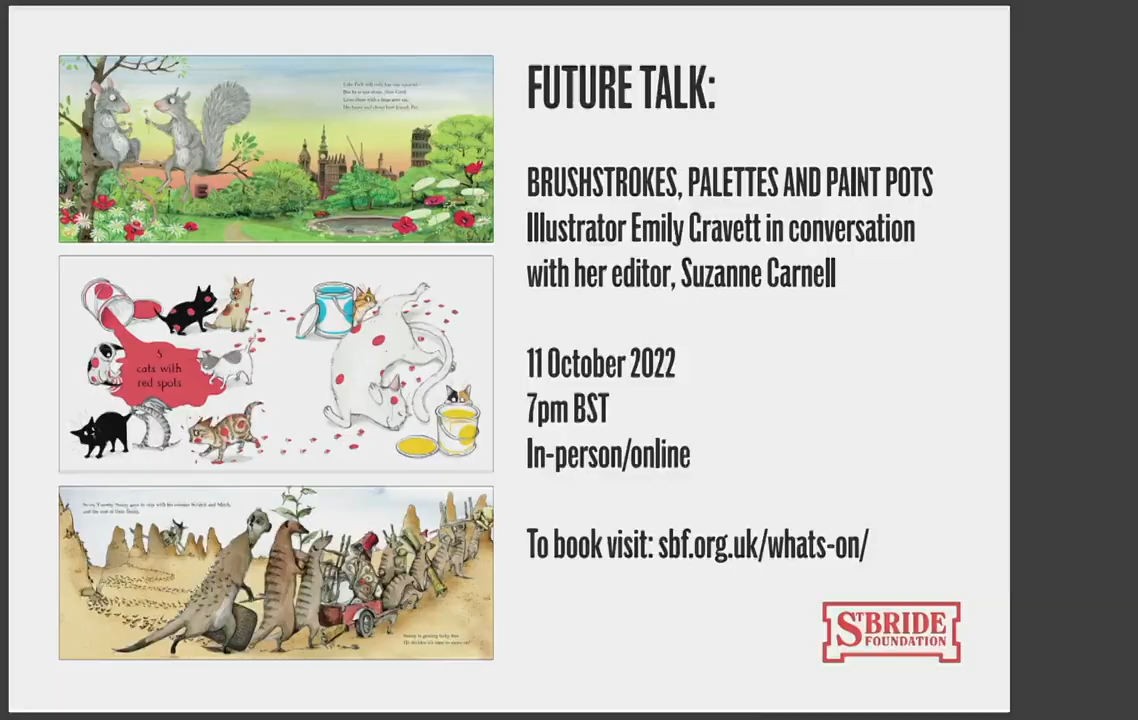 FUTURE TALK:
BRUSHSTROKES, PALETTES AND PAINT POTS
Illustrator Emily Gravett in conversation
with her editor, Suzanne Carnell
11 October 2022
7pm BST
In-person/online
To book visit: sbf.org.uk/whats-on/
ST BRIDE
FOUNDATION
5
cats with
red spots